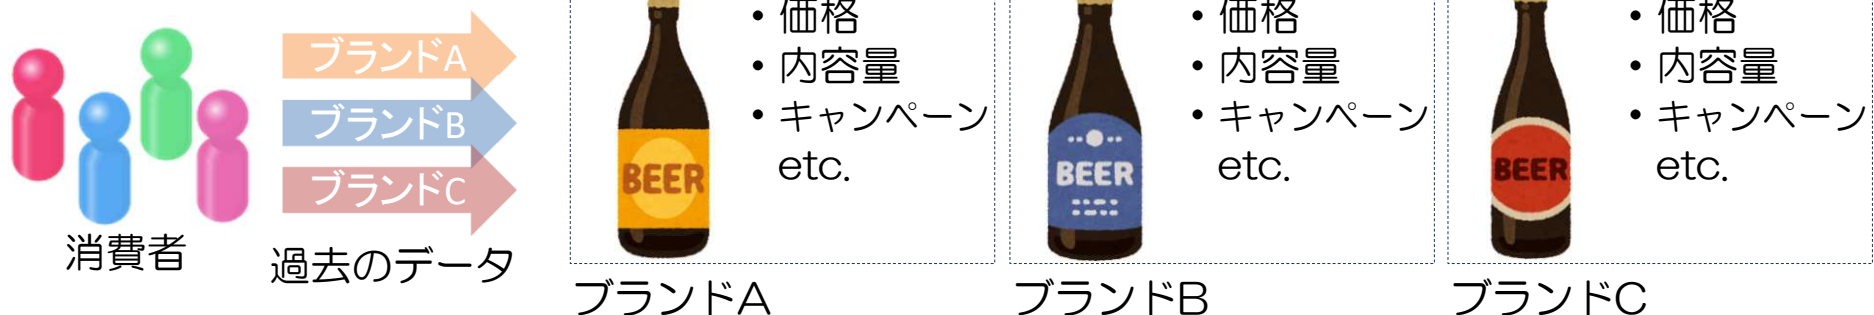 ブランドA
ブランドB
ブランドC
消費者
過去のデータ
・価格
・内容量
・キャンペーン
etc.
BEER
ブランドA
・価格
・内容量
・キャンペーン
etc.
BEER
ブランドB
・価格
・内容量
・キャンペーン
etc.
BEER
ブランドC